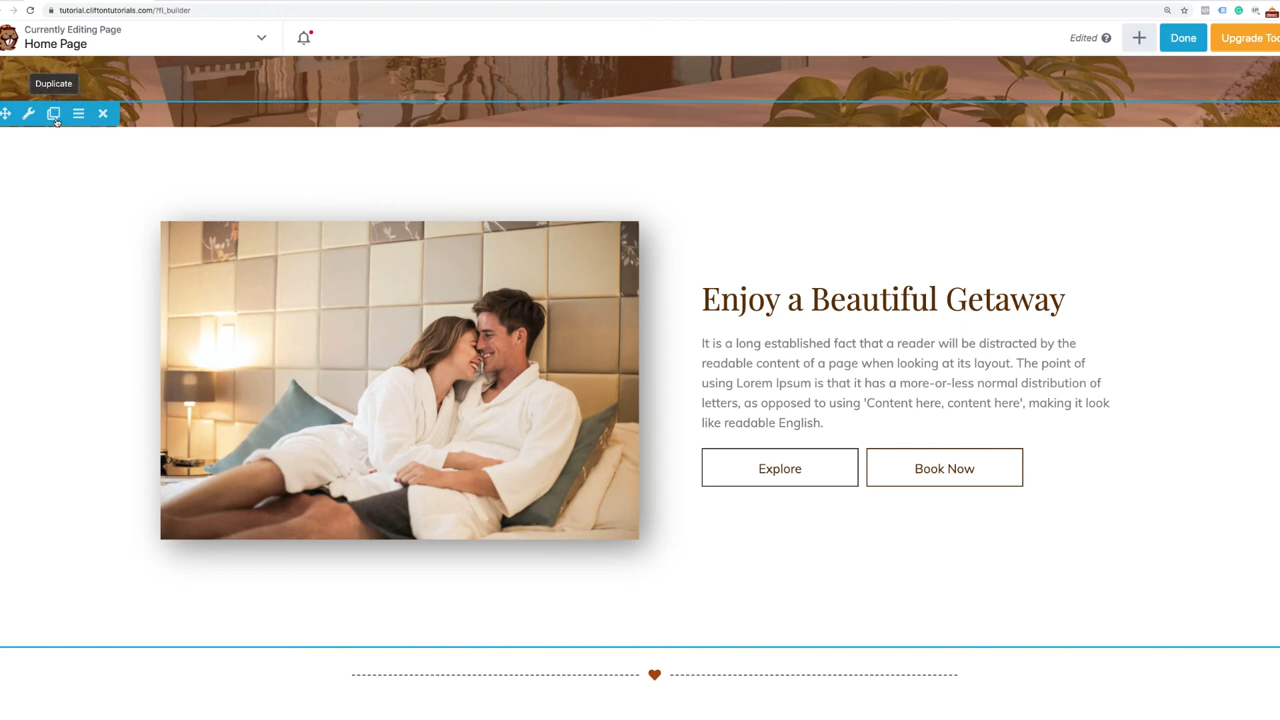 tutorial.cliftontutorials.com/?fl_builder
Currently Editing Page
Home Page
Edited
Done
Upgrade Too
Duplicate
Enjoy a Beautiful Getaway
It is a long established fact that a reader will be distracted by the
readable content of a page when looking at its layout. The point of
using Lorem Ipsum is that it has a more-or-less normal distribution of
letters, as opposed to using 'Content here, content here', making it look
like readable English.
Explore
Book Now